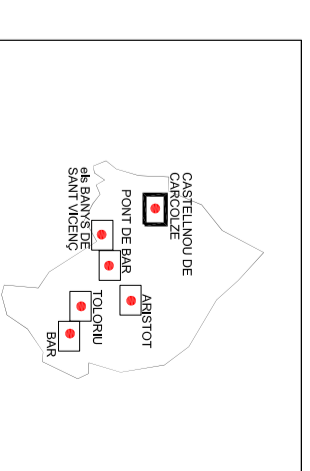 CASTELLNOU DE
CARCOLZE
PONT DE BAR
els BANYS DE
SANT VICENÇ
ARISTOT
TOLORIU
BAR